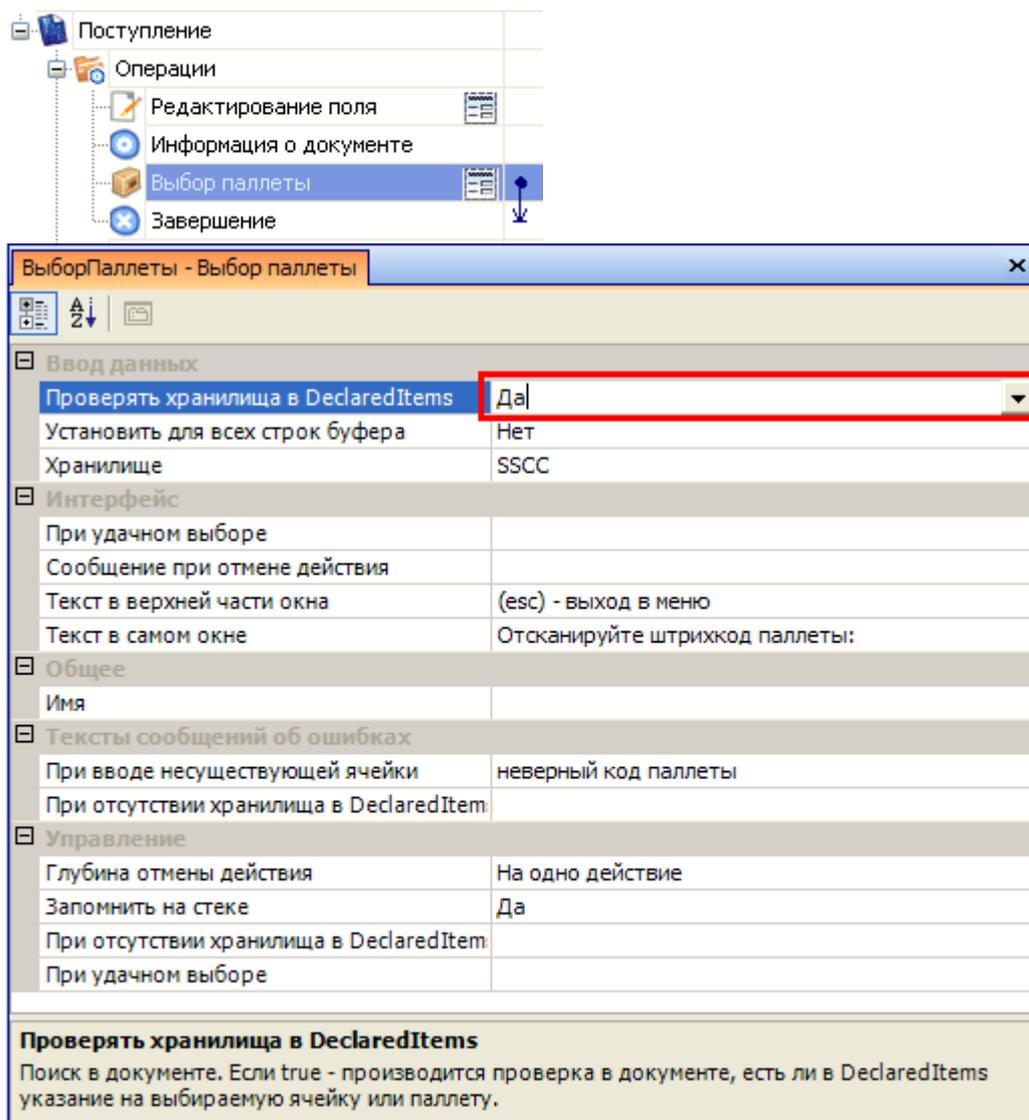 Поступление
Операции
Редактирование поля
Информация о документе
Выбор паллеты
Завершение
ВыборПаллеты - Выбор паллеты
Ввод данных
Проверять хранилища в DeclaredItems Да
Установить для всех строк буфера Нет
Хранилище SSCC
Интерфейс
При удачном выборе
Сообщение при отмене действия
Текст в верхней части окна (esc) - выход в меню
Текст в самом окне Отсканируйте штрихкод паллеты:
Общее
Имя
Тексты сообщений об ошибках
При вводе несуществующей ячейки неверный код паллеты
При отсутствии хранилища в DeclaredItem
Управление
Глубина отмены действия На одно действие
Запомнить на стеке Да
При отсутствии хранилища в DeclaredItem
При удачном выборе
Проверять хранилища в DeclaredItems
Поиск в документе. Если true - производится проверка в документе, есть ли в DeclaredItems
указание на выбираемую ячейку или паллету.